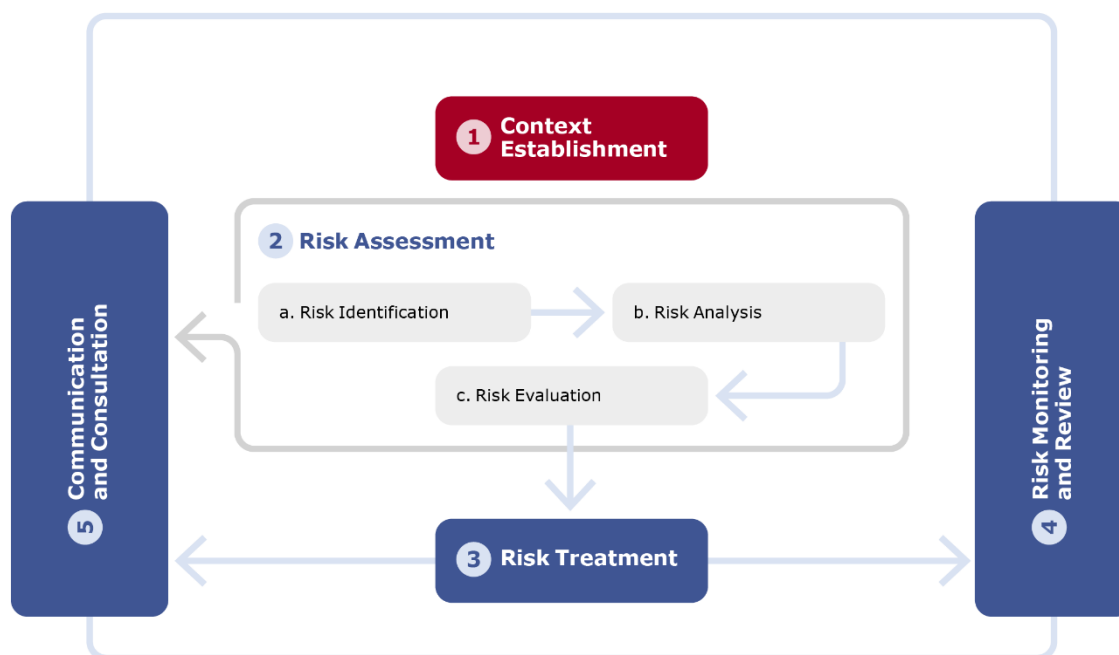 1 Context
Establishment
2 Risk Assessment
a. Risk Identification
b. Risk Analysis
c. Risk Evaluation
3 Risk Treatment
4 Risk Monitoring
and Review
5 Communication
and Consultation